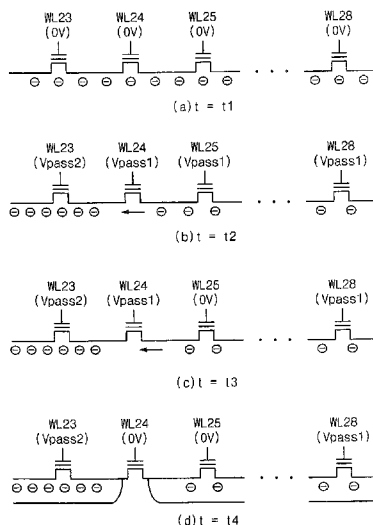 WL23 WL24 WL25 WL28
(0V) (0V) (0V) (0V)
(a) t = t1
WL23 WL24 WL25 WL28
(Vpass2) (Vpass1) (Vpass1) (Vpass1)
(b) t = t2
WL23 WL24 WL25 WL28
(Vpass2) (Vpass1) (0V) (Vpass1)
(c) t = t3
WL23 WL24 WL25 WL28
(Vpass2) (0V) (0V) (Vpass1)
(d) t = t4